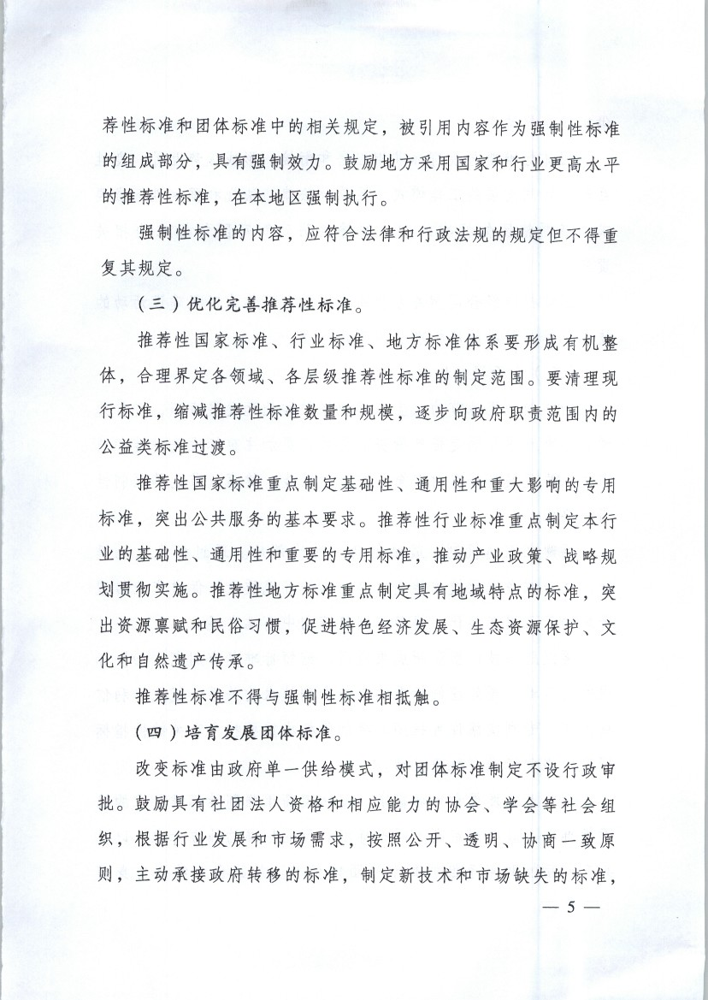 荐性标准和团体标准中的相关规定，被引用内容作为强制性标准
的组成部分，具有强制效力。鼓励地方采用国家和行业更高水平
的推荐性标准，在本地区强制执行。
强制性标准的内容，应符合法律和行政法规的规定但不得重
复其规定。
（三）优化完善推荐性标准。
推荐性国家标准、行业标准、地方标准体系要形成有机整
体，合理界定各领域、各层级推荐性标准的制定范围。要清理现
行标准，缩减推荐性标准数量和规模，逐步向政府职责范围内的
公益类标准过渡。
推荐性国家标准重点制定基础性、通用性和重大影响的专用
标准，突出公共服务的基本要求。推荐性行业标准重点制定本行
业的基础性、通用性和重要的专用标准，推动产业政策、战略规
划贯彻实施。推荐性地方标准重点制定具有地域特点的标准，突
出资源禀赋和民俗习惯，促进特色经济发展、生态资源保护、文
化和自然遗产传承。
推荐性标准不得与强制性标准相抵触。
（四）培育发展团体标准。
改变标准由政府单一供给模式，对团体标准制定不设行政审
批。鼓励具有社团法人资格和相应能力的协会、学会等社会组
织，根据行业发展和市场需求，按照公开、透明、协商一致原
则，主动承接政府转移的标准，制定新技术和市场缺失的标准，
— 5 —